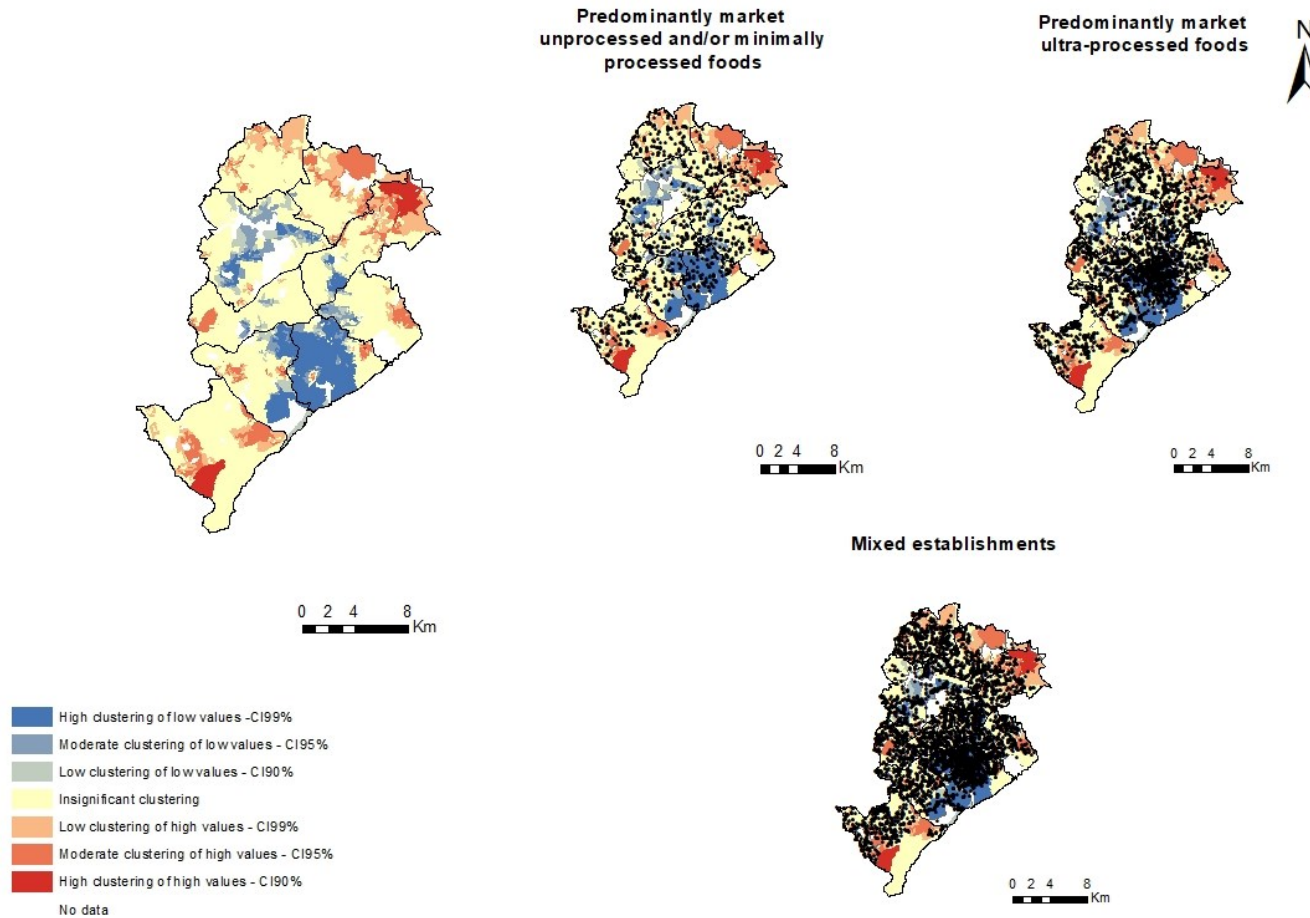 Predominantly market
unprocessed and/or minimally
processed foods
Predominantly market
ultra-processed foods
N
0 2 4 8
Km
0 2 4 8
Km
Mixed establishments
0 2 4 8
Km
0 2 4 8
Km
High clustering of low values -CI99%
Moderate clustering of low values - CI95%
Low clustering of low values - CI90%
Insignificant clustering
Low clustering of high values - CI99%
Moderate clustering of high values - CI95%
High clustering of high values - CI90%
No data